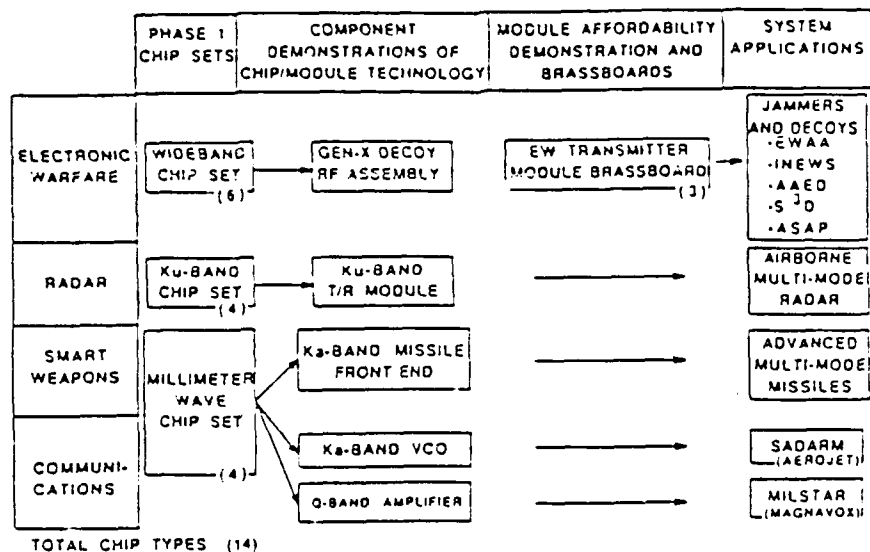 PHASE 1
CHIP SETS
COMPONENT
DEMONSTRATIONS OF
CHIP/MODULE TECHNOLOGY
MODULE AFFORDABILITY
DEMONSTRATION AND
BRASSBOARDS
SYSTEM
APPLICATIONS
ELECTRONIC
WARFARE
WIDEBAND
CHIP SET
(6)
GEN-X DECOY
RF ASSEMBLY
EW TRANSMITTER
MODULE BRASSBOARD
(3)
JAMMERS
AND DECOYS
·EWAA
·INEWS
·AAED
·S³D
·ASAP
RADAR
Ku-BAND
CHIP SET
(4)
Ku-BAND
T/R MODULE
AIRBORNE
MULTI-MODE
RADAR
SMART
WEAPONS
MILLIMETER
WAVE
CHIP SET
(4)
Ka-BAND MISSILE
FRONT END
ADVANCED
MULTI-MODE
MISSILES
COMMUNI-
CATIONS
Ka-BAND VCO
SADARM
(AEROJET)
Q-BAND AMPLIFIER
MILSTAR
(MAGNAVOX)
TOTAL CHIP TYPES (14)